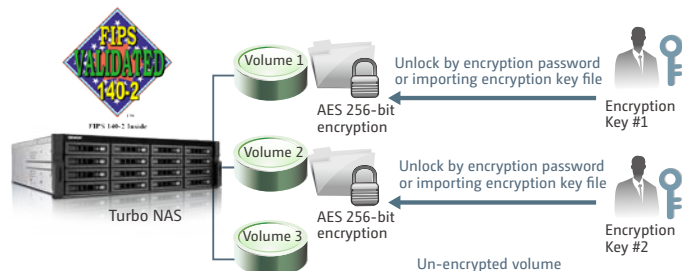 FIPS
VALIDATED
140-2
TM
FIPS 140-2 Inside
Turbo NAS
Volume 1
AES 256-bit
encryption
Unlock by encryption password
or importing encryption key file
Encryption
Key #1
Volume 2
AES 256-bit
encryption
Unlock by encryption password
or importing encryption key file
Encryption
Key #2
Volume 3
Un-encrypted volume